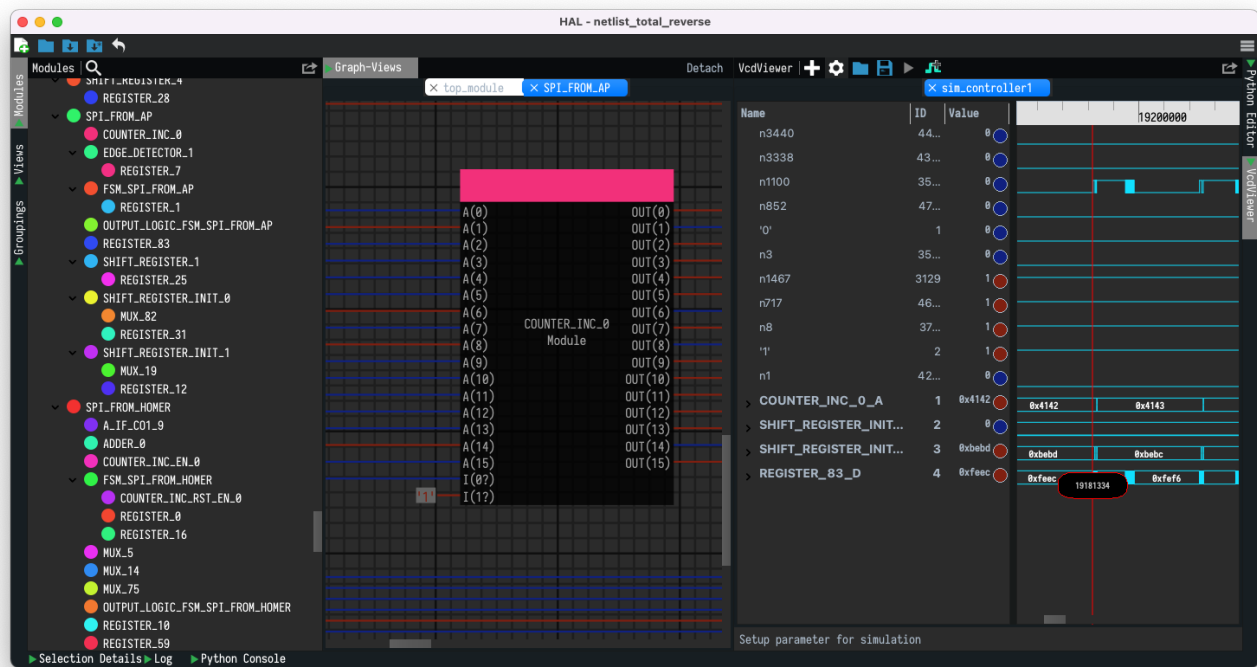 HAL - netlist_total_reverse
Modules
Graph-Views
Detach
VcdViewer
Modules
Views
Groupings
SHIFT_REGISTER_4
REGISTER_28
SPI_FROM_AP
COUNTER_INC_0
EDGE_DETECTOR_1
REGISTER_7
FSM_SPI_FROM_AP
REGISTER_1
OUTPUT_LOGIC_FSM_SPI_FROM_AP
REGISTER_83
SHIFT_REGISTER_1
REGISTER_25
SHIFT_REGISTER_INIT_0
MUX_82
REGISTER_31
SHIFT_REGISTER_INIT_1
MUX_19
REGISTER_12
SPI_FROM_HOMER
A_IF_CO1_9
ADDER_0
COUNTER_INC_EN_0
FSM_SPI_FROM_HOMER
COUNTER_INC_RST_EN_0
REGISTER_0
REGISTER_16
MUX_5
MUX_14
MUX_75
OUTPUT_LOGIC_FSM_SPI_FROM_HOMER
REGISTER_10
REGISTER_59
× top_module × SPI_FROM_AP
A(0) OUT(0)
A(1) OUT(1)
A(2) OUT(2)
A(3) OUT(3)
A(4) OUT(4)
A(5) OUT(5)
A(6) OUT(6)
A(7) OUT(7)
A(8) OUT(8)
A(9) OUT(9)
A(10) OUT(10)
A(11) OUT(11)
A(12) OUT(12)
A(13) OUT(13)
A(14) OUT(14)
A(15) OUT(15)
I(0?)
'1' I(1?)
COUNTER_INC_0
Module
× sim_controller1
Name ID Value
19200000
n3440 44... 0
n3338 43... 0
n1100 35... 0
n852 47... 0
'0' 1 0
n3 35... 0
n1467 3129 1
n717 46... 1
n8 37... 1
'1' 2 1
n1 42... 0
COUNTER_INC_0_A 1 0x4142 0x4142 0x4143
SHIFT_REGISTER_INIT... 2 0
SHIFT_REGISTER_INIT... 3 0xbebd 0xbebd 0xbebc
REGISTER_83_D 4 0xfeec 0xfeec 0xfef6
19181334
Setup parameter for simulation
Python Editor
VcdViewer
Selection Details Log Python Console